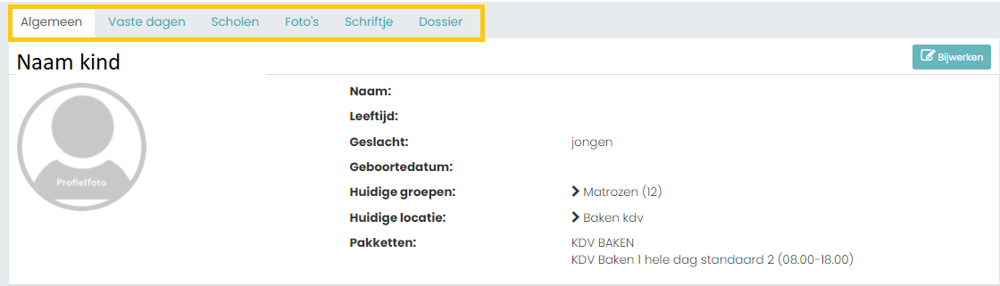 Algemeen Vaste dagen Scholen Foto's Schriftje Dossier
Naam kind
Bijwerken
Profielfoto
Naam:
Leeftijd:
Geslacht: jongen
Geboortedatum:
Huidige groepen: Matrozen (12)
Huidige locatie: Baken kdv
Pakketten: KDV BAKEN
KDV Baken 1 hele dag standaard 2 (08.00-18.00)